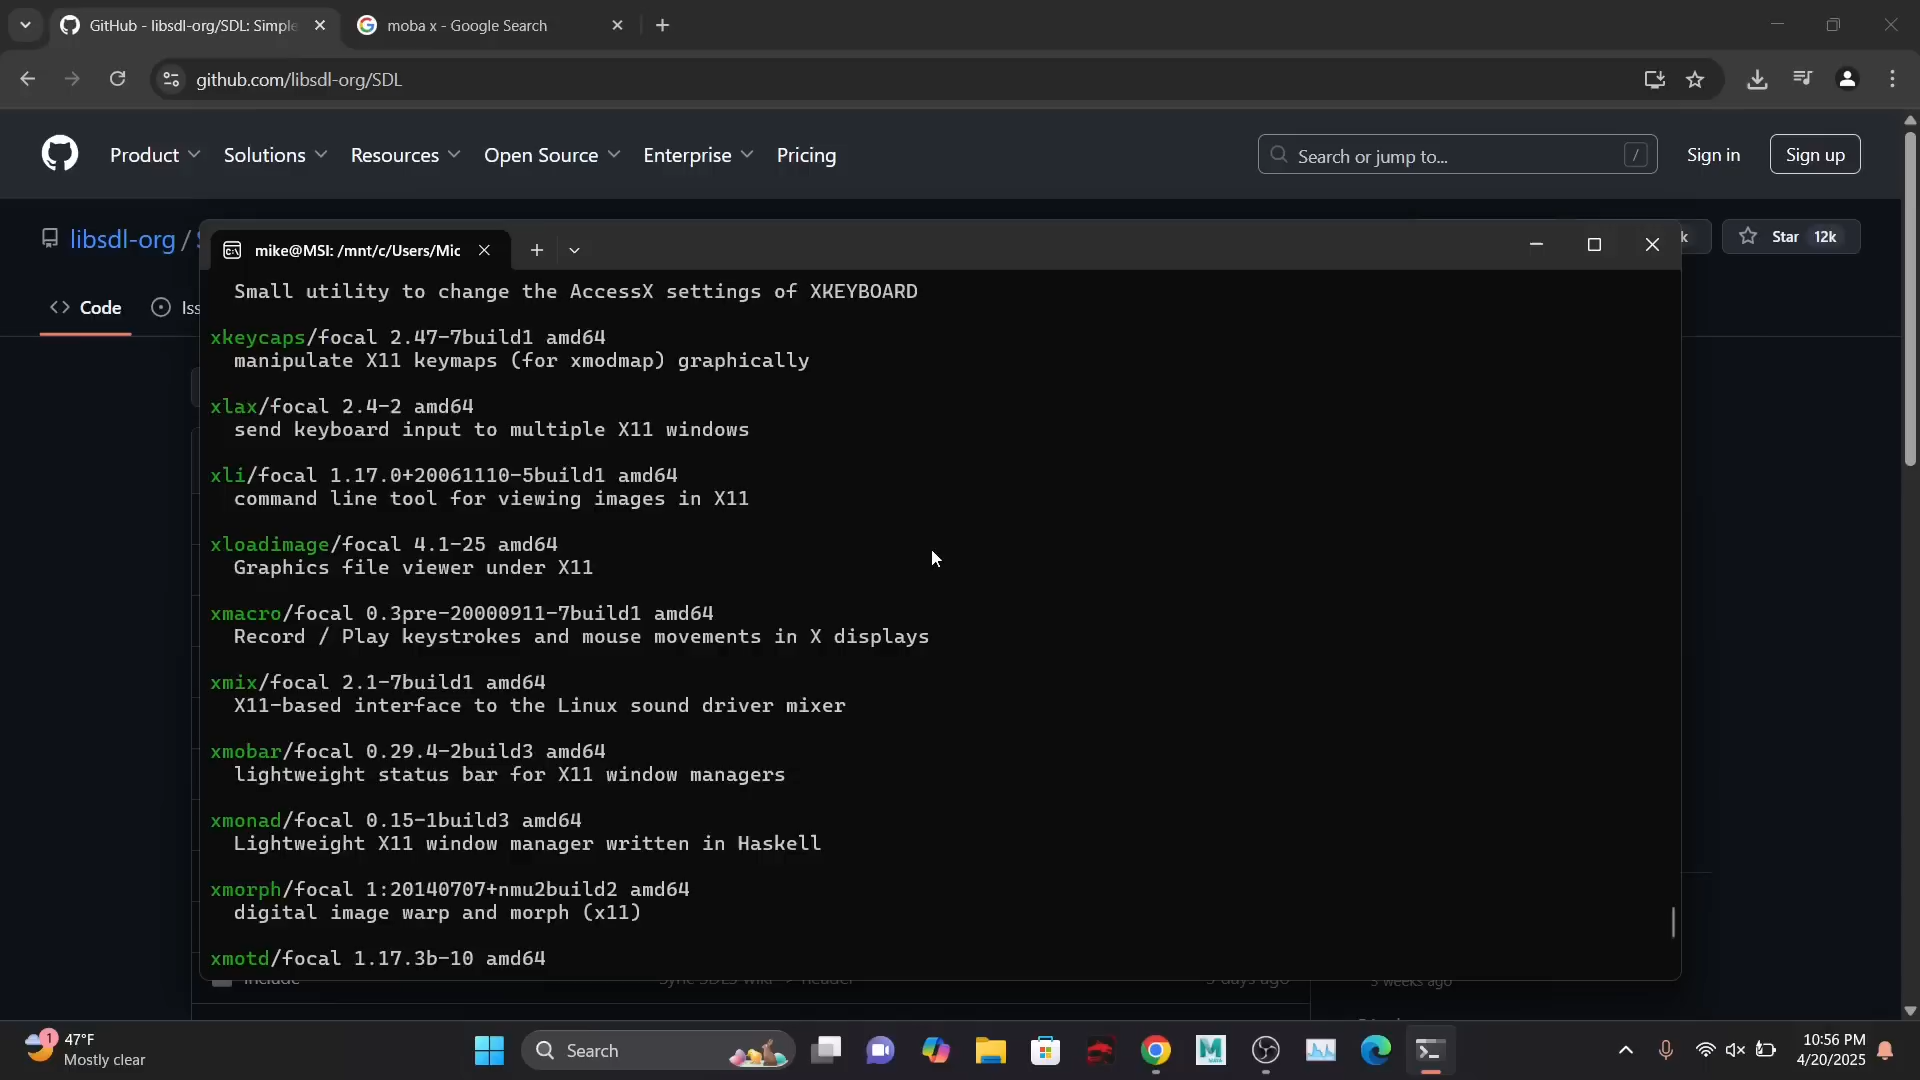 GitHub - libsdl-org/SDL: Simple
moba x - Google Search
github.com/libsdl-org/SDL
Product
Solutions
Resources
Open Source
Enterprise
Pricing
Search or jump to...
/
Sign in
Sign up
libsdl-org /
Star 12k
Code
Iss
mike@MSI: /mnt/c/Users/Mic
Small utility to change the AccessX settings of XKEYBOARD
xkeycaps/focal 2.47-7build1 amd64
manipulate X11 keymaps (for xmodmap) graphically
xlax/focal 2.4-2 amd64
send keyboard input to multiple X11 windows
xli/focal 1.17.0+20061110-5build1 amd64
command line tool for viewing images in X11
xloadimage/focal 4.1-25 amd64
Graphics file viewer under X11
xmacro/focal 0.3pre-20000911-7build1 amd64
Record / Play keystrokes and mouse movements in X displays
xmix/focal 2.1-7build1 amd64
X11-based interface to the Linux sound driver mixer
xmobar/focal 0.29.4-2build3 amd64
lightweight status bar for X11 window managers
xmonad/focal 0.15-1build3 amd64
Lightweight X11 window manager written in Haskell
xmorph/focal 1:20140707+nmu2build2 amd64
digital image warp and morph (x11)
xmotd/focal 1.17.3b-10 amd64
include
3 weeks ago
1
47°F
Mostly clear
Search
10:56 PM
4/20/2025